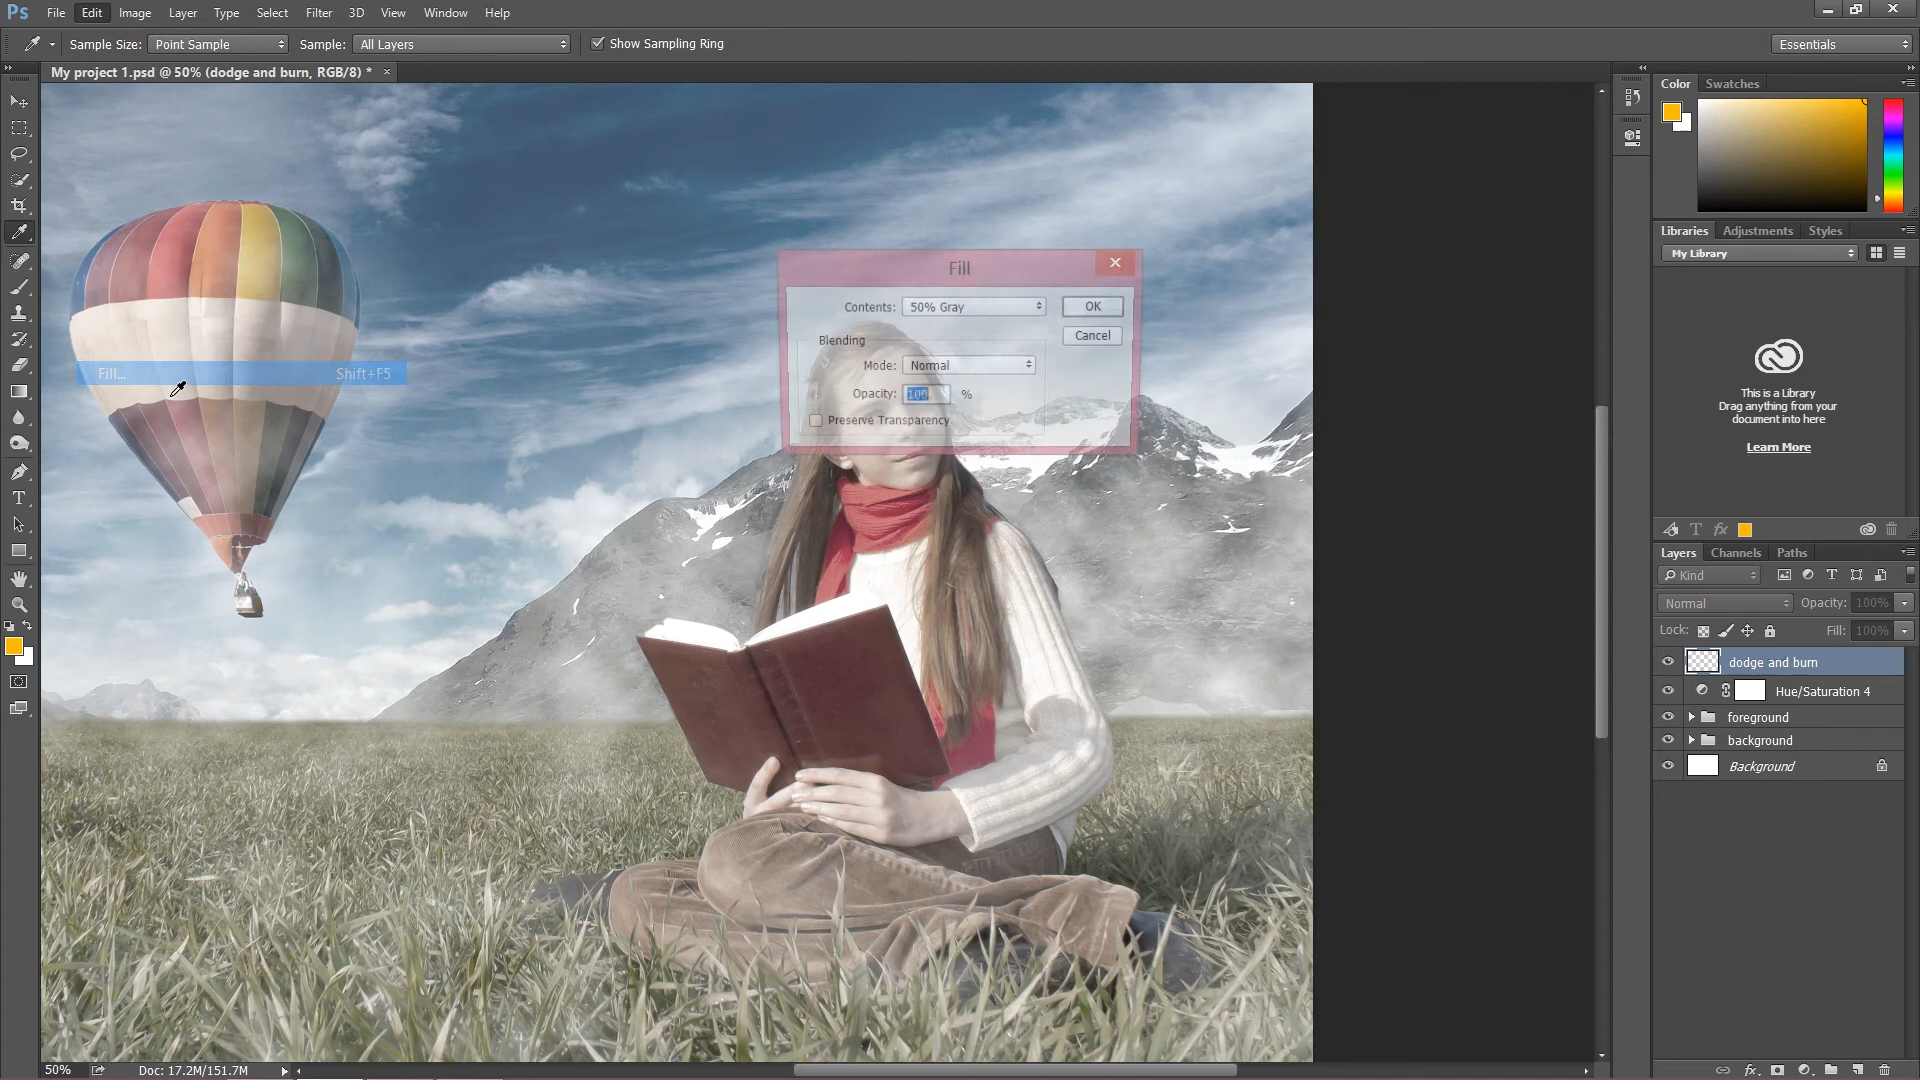 Ps File Edit Image Layer Type Select Filter 3D View Window Help
Sample Size: Point Sample Sample: All Layers Show Sampling Ring Essentials
My project 1.psd @ 50% (dodge and burn, RGB/8) * ×
Color Swatches
Libraries Adjustments Styles
My Library
Fill
Contents: 50% Gray OK
Cancel
Blending
Mode: Normal
Opacity: 100 %
Preserve Transparency
Fill... Shift+F5
This is a Library
Drag anything from your
document into here
Learn More
T fx
Layers Channels Paths
Kind T
Normal Opacity: 100%
Lock: Fill: 100%
dodge and burn
Hue/Saturation 4
foreground
background
Background
50% Doc: 17.2M/151.7M
fx